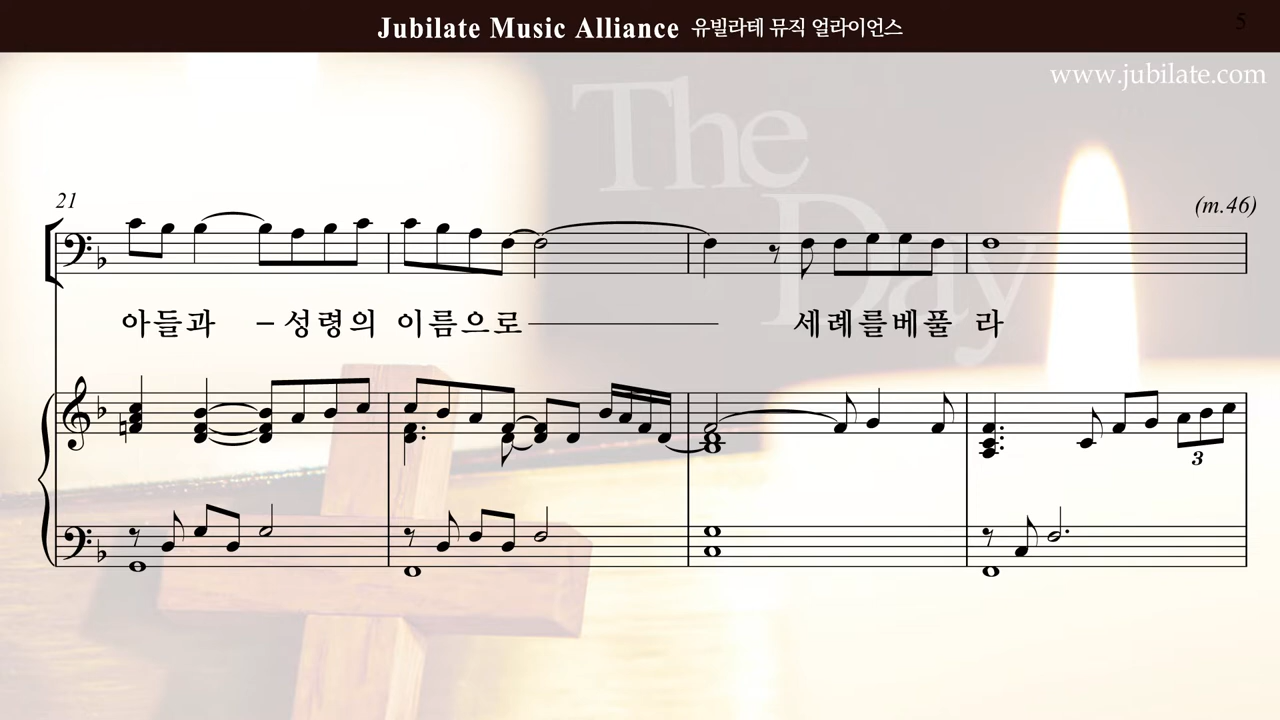 Jubilate Music Alliance 유빌라테 뮤직 얼라이언스
5
www.jubilate.com
The
Day
21
(m.46)
아들과 – 성령의 이름으로 세례를베풀 라
3